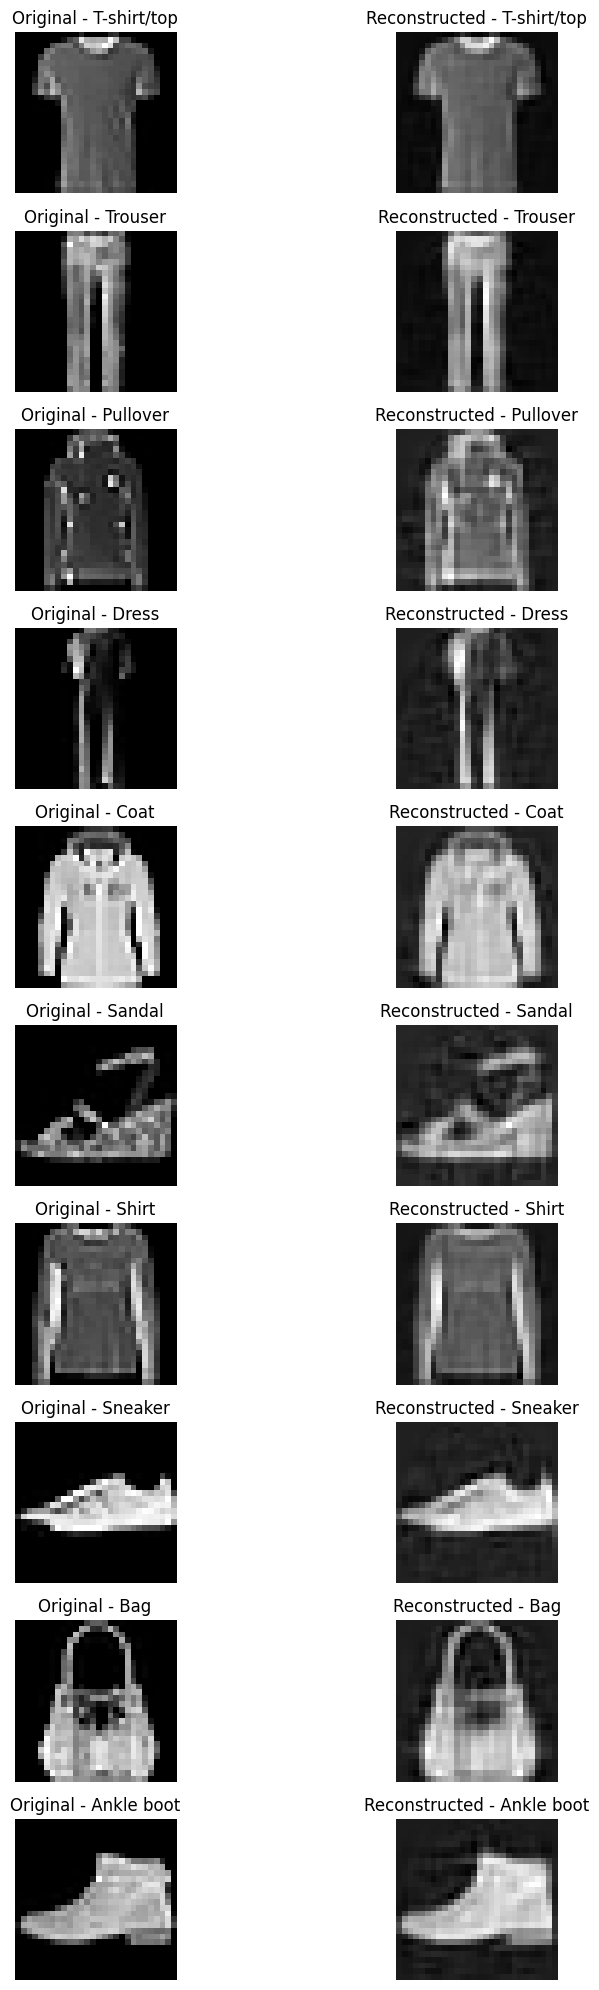 Original - T-shirt/top
Reconstructed - T-shirt/top
Original - Trouser
Reconstructed - Trouser
Original - Pullover
Reconstructed - Pullover
Original - Dress
Reconstructed - Dress
Original - Coat
Reconstructed - Coat
Original - Sandal
Reconstructed - Sandal
Original - Shirt
Reconstructed - Shirt
Original - Sneaker
Reconstructed - Sneaker
Original - Bag
Reconstructed - Bag
Original - Ankle boot
Reconstructed - Ankle boot